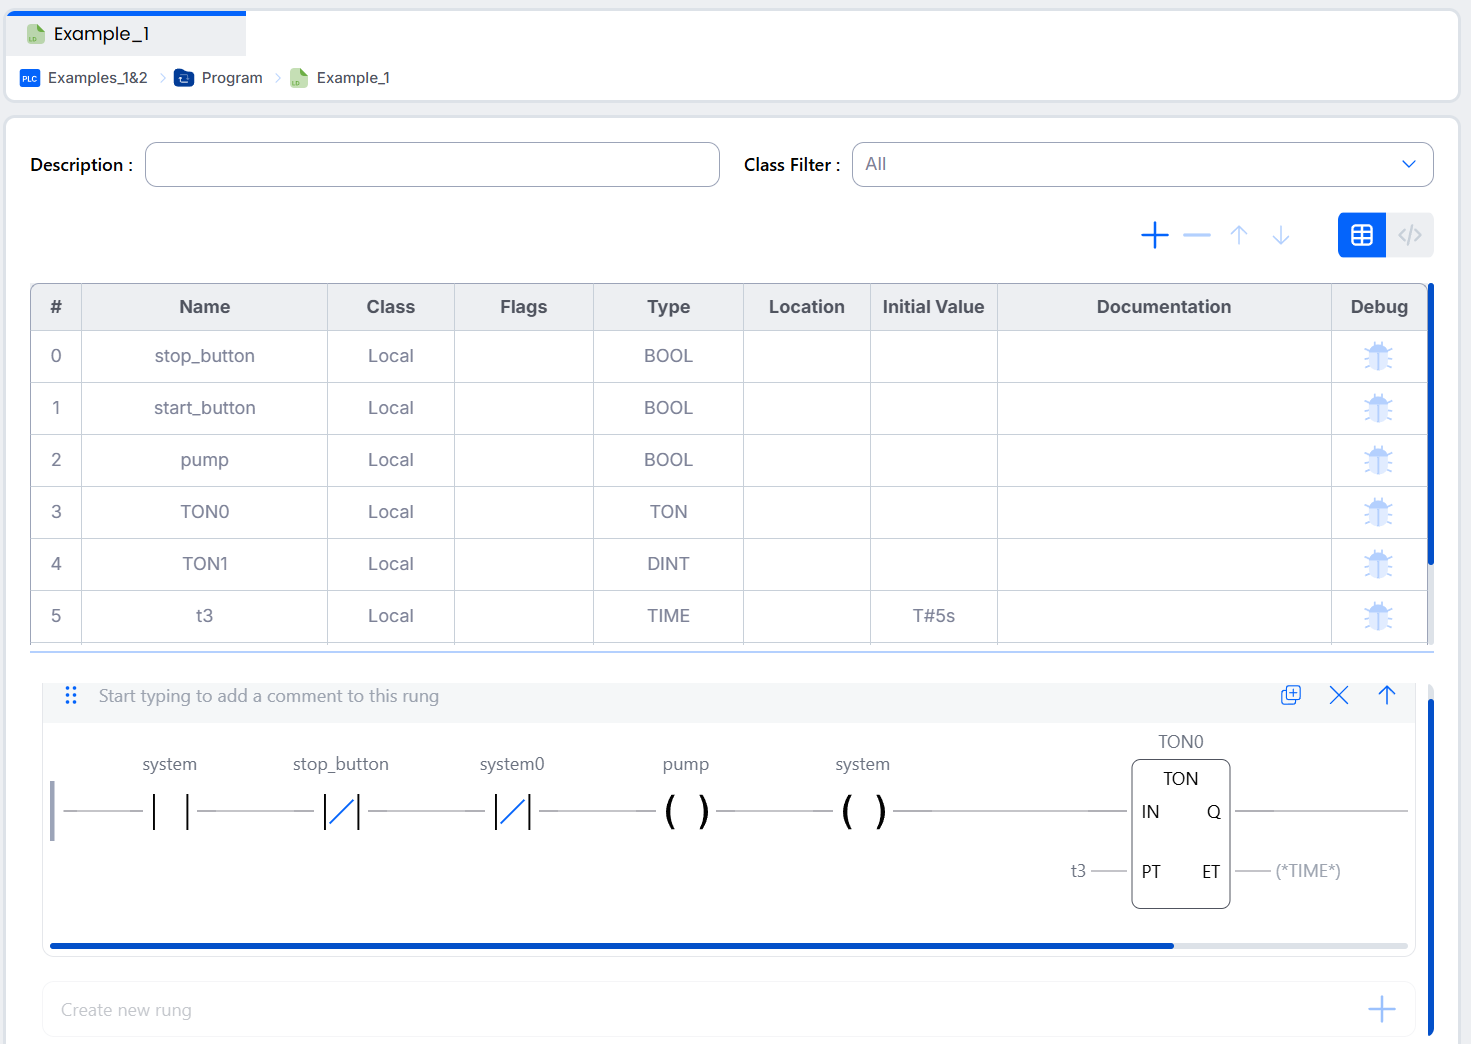 Example_1
PLC Examples_1&2 Program Example_1
Description : Class Filter : All
# Name Class Flags Type Location Initial Value Documentation Debug
0 stop_button Local BOOL
1 start_button Local BOOL
2 pump Local BOOL
3 TON0 Local TON
4 TON1 Local DINT
5 t3 Local TIME T#5s
Start typing to add a comment to this rung
TON0
system stop_button system0 pump system
TON
IN Q
t3 PT ET (*TIME*)
Create new rung